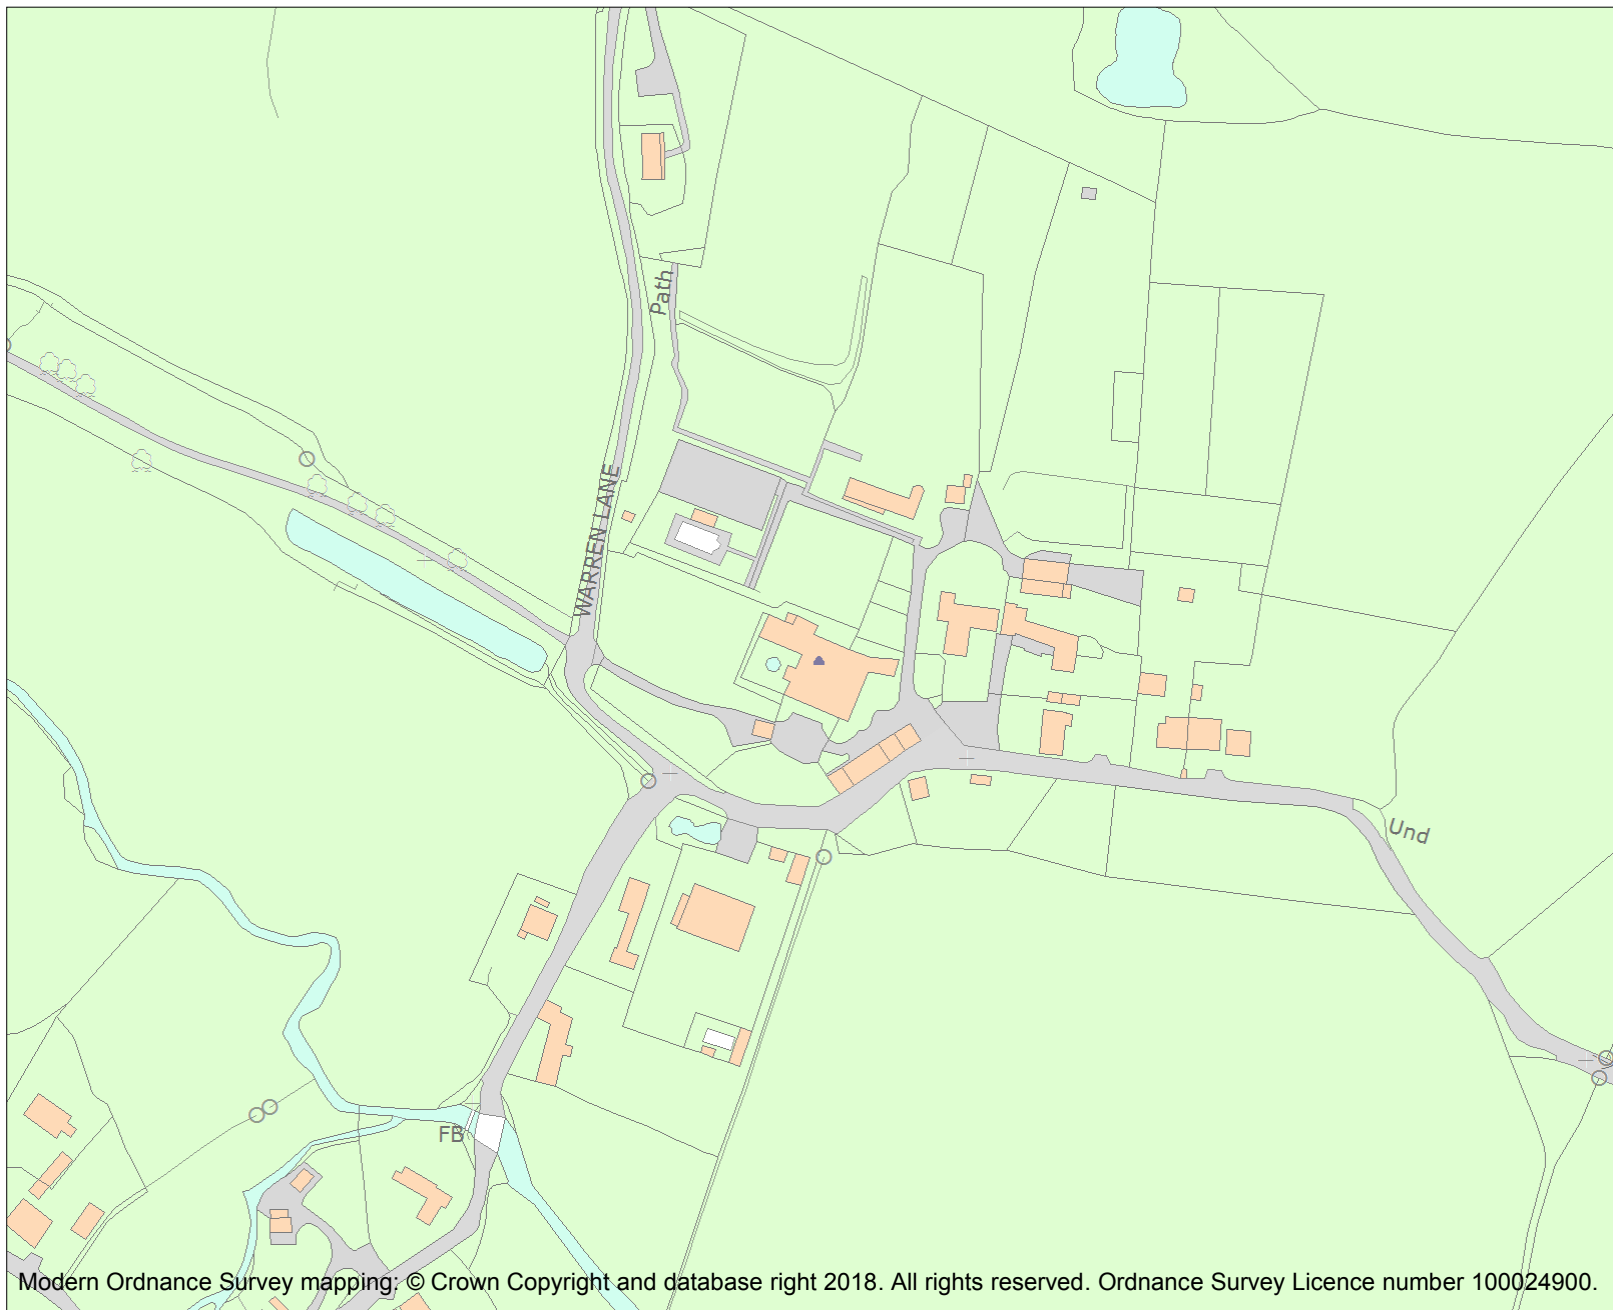 Path
WARREN LANE
Und
FB
Modern Ordnance Survey mapping: © Crown Copyright and database right 2018. All rights reserved. Ordnance Survey Licence number 100024900.